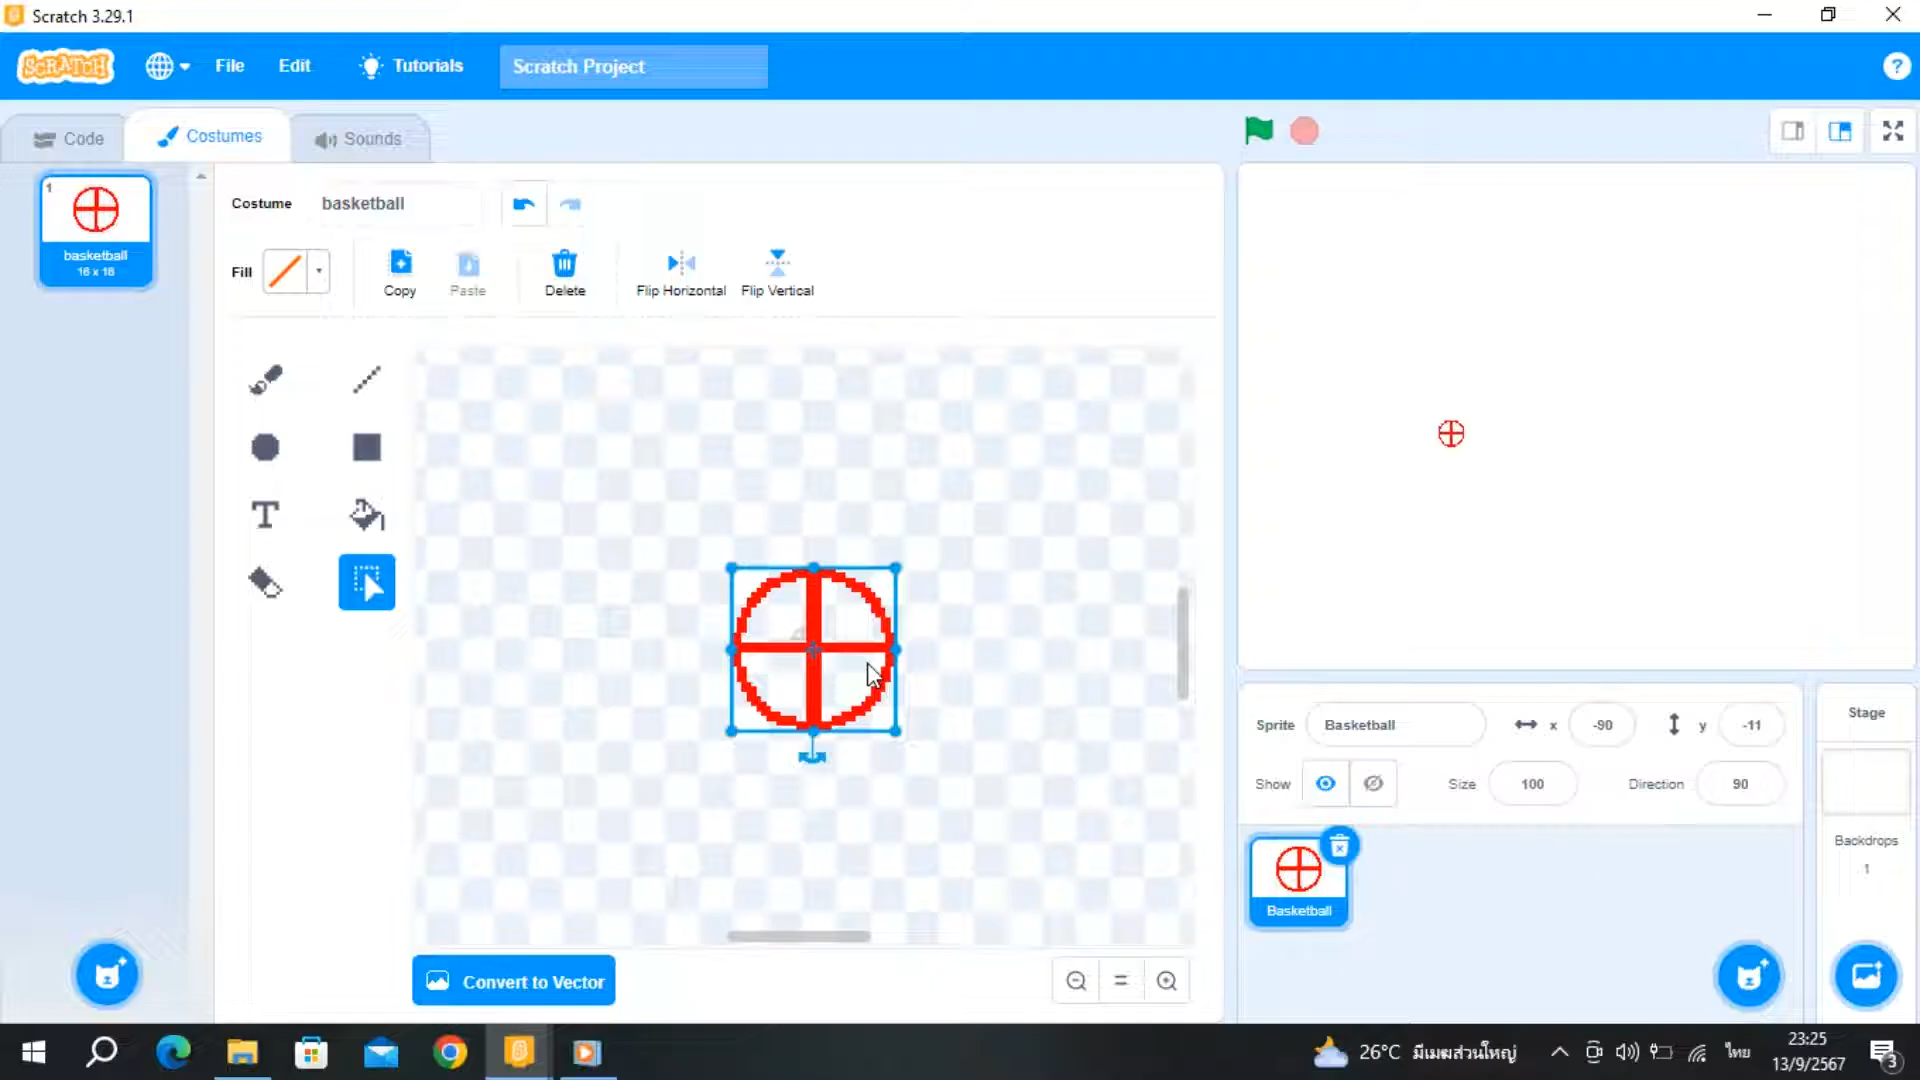 Scratch 3.29.1
SCRATCH
File
Edit
Tutorials
Scratch Project
?
Code
Costumes
Sounds
1
basketball
16 x 16
Costume
basketball
Fill
Copy
Paste
Delete
Flip Horizontal
Flip Vertical
T
Convert to Vector
Sprite
Basketball
x
-90
y
-11
Show
Size
100
Direction
90
Basketball
Stage
Backdrops
1
26°C มีเมฆส่วนใหญ่
ไทย
23:25
13/9/2567
3